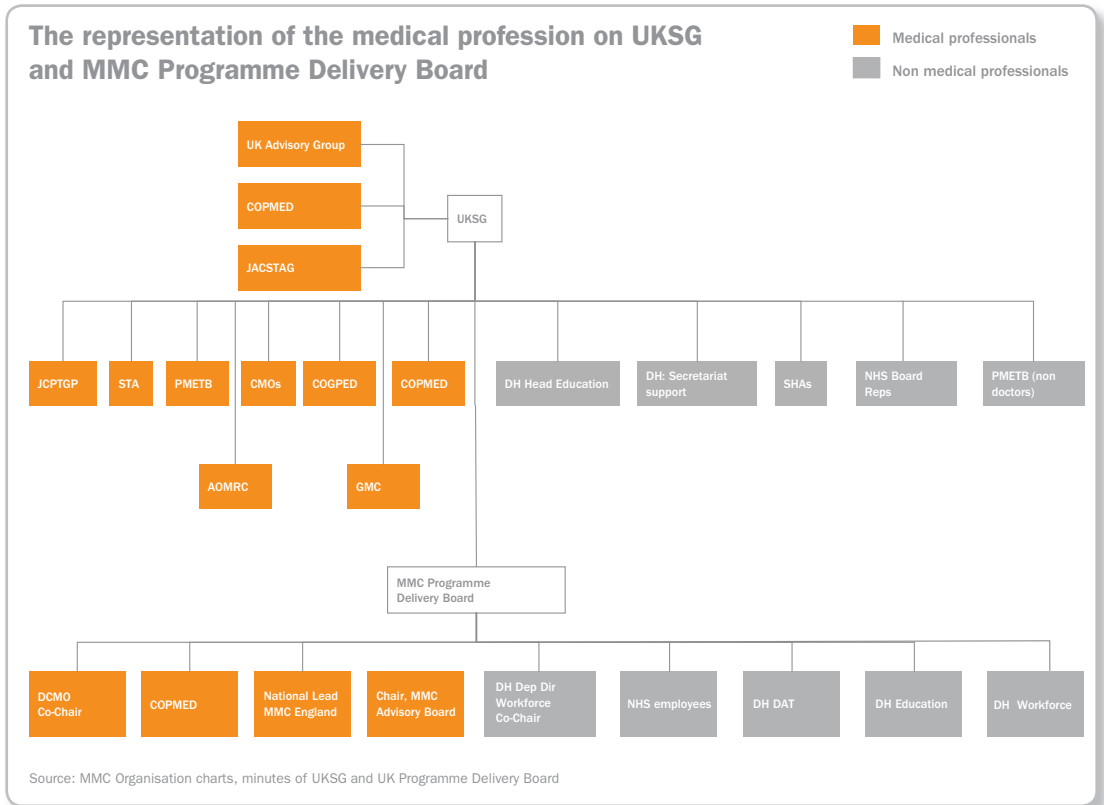 The representation of the medical profession on UKSG
and MMC Programme Delivery Board
Medical professionals
Non medical professionals
UK Advisory Group
COPMED
JACSTAG
UKSG
JCPTGP
STA
PMETB
CMOs
COGPED
COPMED
DH Head Education
DH: Secretariat
support
SHAs
NHS Board
Reps
PMETB (non
doctors)
AOMRC
GMC
MMC Programme
Delivery Board
DCMO
Co-Chair
COPMED
National Lead
MMC England
Chair, MMC
Advisory Board
DH Dep Dir
Workforce
Co-Chair
NHS employees
DH DAT
DH Education
DH Workforce
Source: MMC Organisation charts, minutes of UKSG and UK Programme Delivery Board